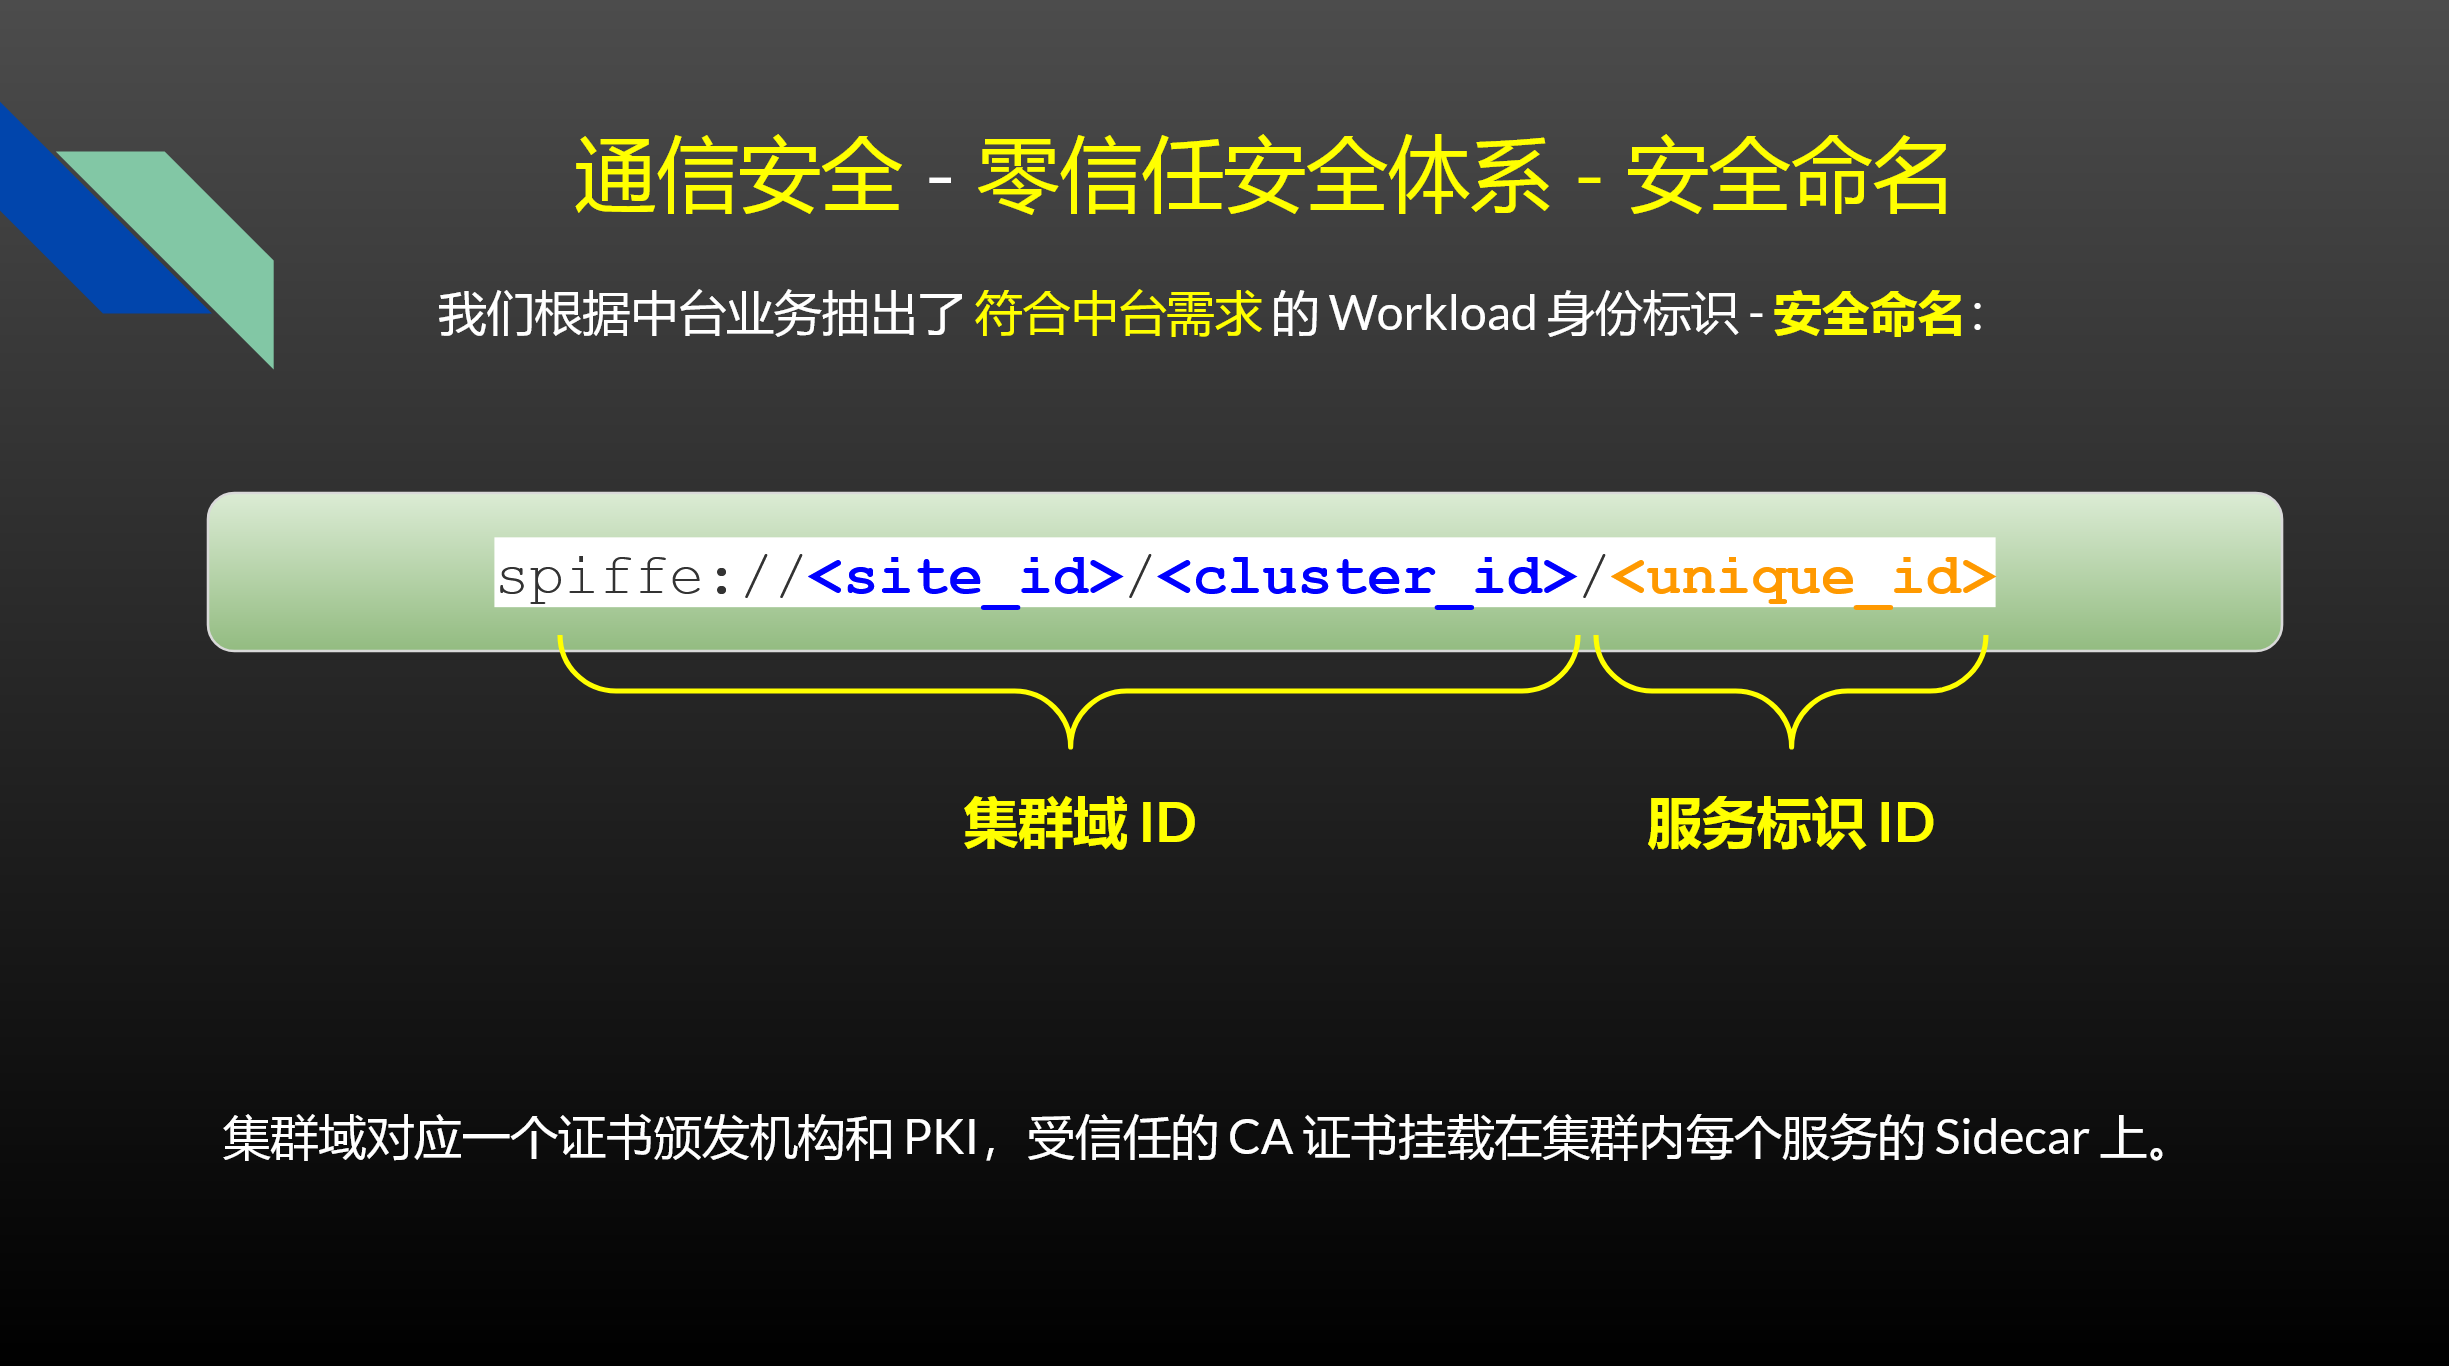 通信安全 - 零信任安全体系 - 安全命名
我们根据中台业务抽出了 符合中台需求 的 Workload 身份标识 - 安全命名：
spiffe://<site_id>/<cluster_id>/<unique_id>
集群域 ID 服务标识 ID
集群域对应一个证书颁发机构和 PKI，受信任的 CA 证书挂载在集群内每个服务的 Sidecar 上。